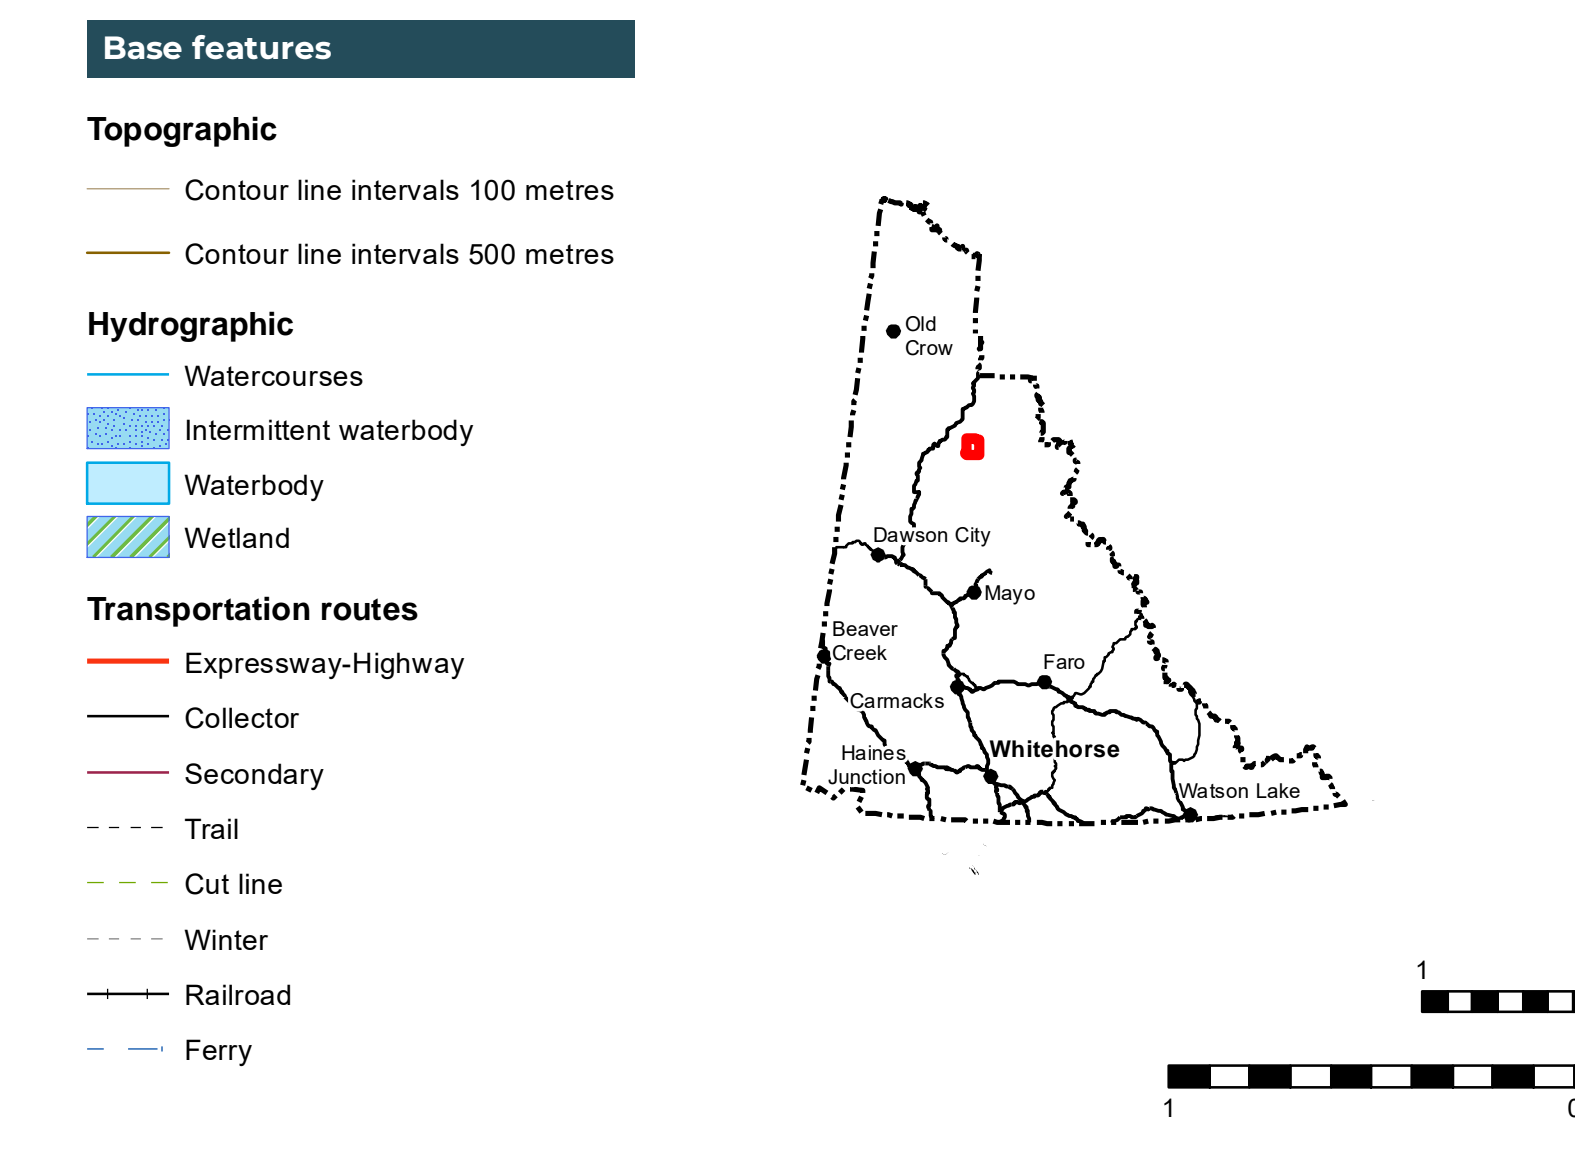 Base features
Topographic
Contour line intervals 100 metres
Contour line intervals 500 metres
Hydrographic
Watercourses
Intermittent waterbody
Waterbody
Wetland
Transportation routes
Expressway-Highway
Collector
Secondary
Trail
Cut line
Winter
Railroad
Ferry
Old
Crow
Dawson City
Mayo
Beaver
Creek
Faro
Carmacks
Whitehorse
Haines
Junction
Watson Lake
1
1